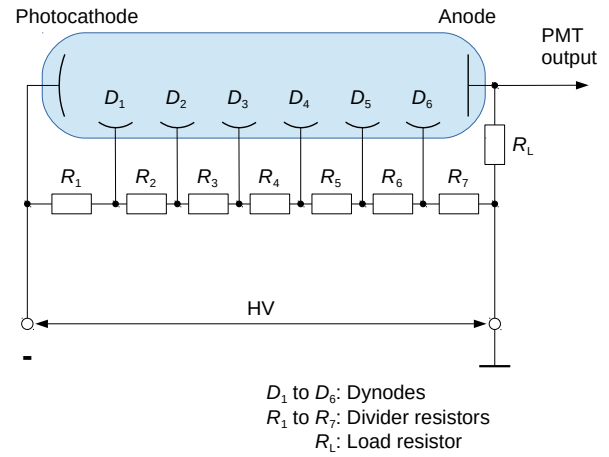 Photocathode
Anode
PMT
output
D1 D2 D3 D4 D5 D6
RL
R1 R2 R3 R4 R5 R6 R7
HV
-
D1 to D6: Dynodes
R1 to R7: Divider resistors
RL: Load resistor